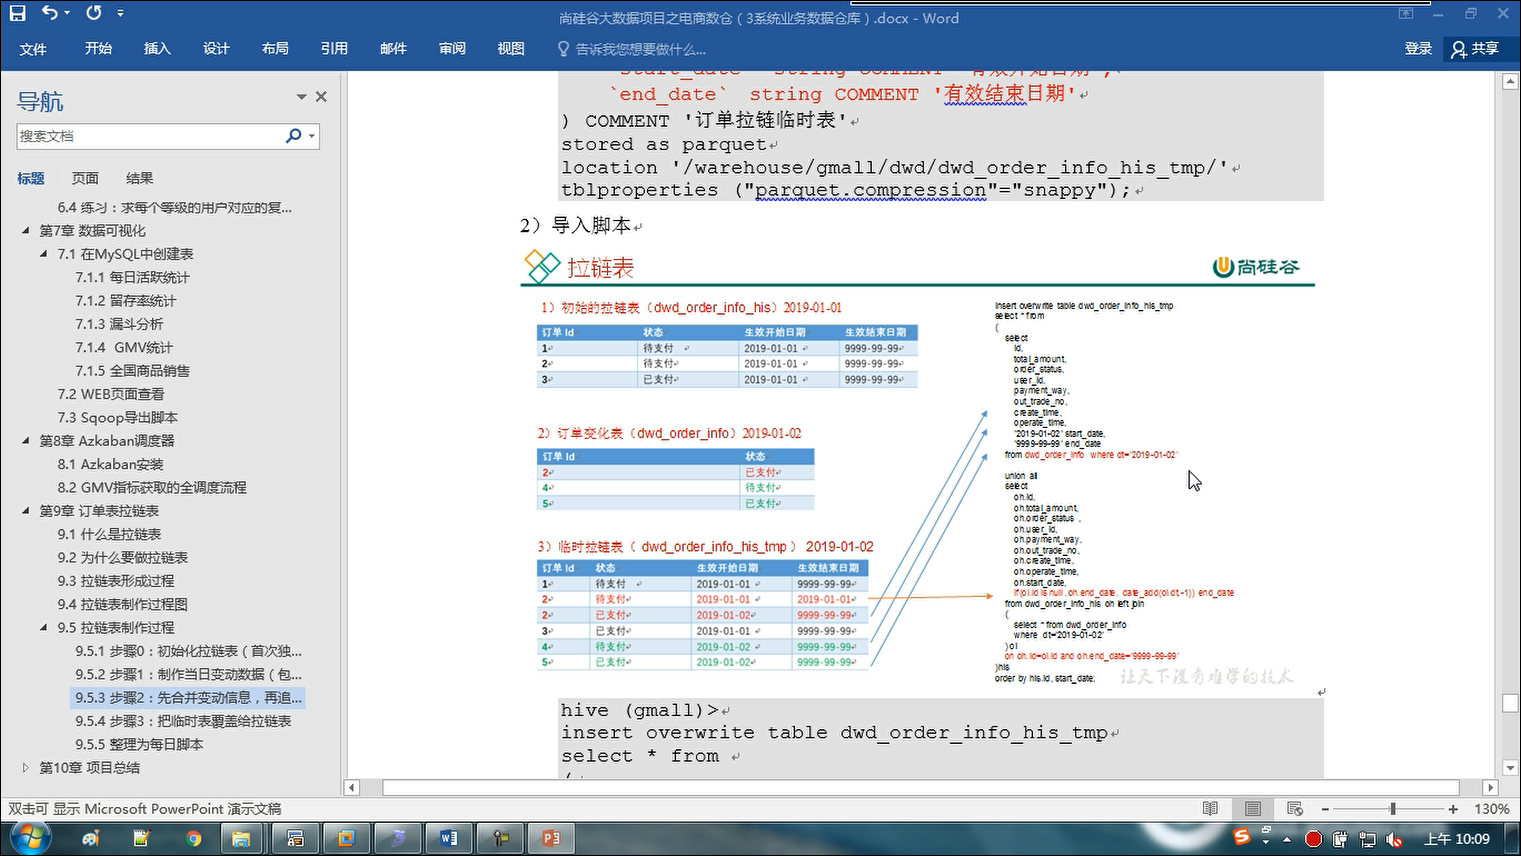 尚硅谷大数据项目之电商数仓（3系统业务数据仓库）.docx - Word
文件 开始 插入 设计 布局 引用 邮件 审阅 视图 告诉我您想要做什么... 登录 共享
导航
搜索文档
标题 页面 结果
6.4 练习：求每个等级的用户对应的复...
第7章 数据可视化
7.1 在MySQL中创建表
7.1.1 每日活跃统计
7.1.2 留存率统计
7.1.3 漏斗分析
7.1.4 GMV统计
7.1.5 全国商品销售
7.2 WEB页面查看
7.3 Sqoop导出脚本
第8章 Azkaban调度器
8.1 Azkaban安装
8.2 GMV指标获取的全调度流程
第9章 订单表拉链表
9.1 什么是拉链表
9.2 为什么要做拉链表
9.3 拉链表形成过程
9.4 拉链表制作过程图
9.5 拉链表制作过程
9.5.1 步骤0：初始化拉链表（首次独...
9.5.2 步骤1：制作当日变动数据（包...
9.5.3 步骤2：先合并变动信息，再追...
9.5.4 步骤3：把临时表覆盖给拉链表
9.5.5 整理为每日脚本
第10章 项目总结
`start_date` string COMMENT '有效开始日期',
`end_date` string COMMENT '有效结束日期'
) COMMENT '订单拉链临时表'
stored as parquet
location '/warehouse/gmall/dwd/dwd_order_info_his_tmp/'
tblproperties ("parquet.compression"="snappy");
2）导入脚本
拉链表
尚硅谷
1）初始的拉链表（dwd_order_info_his）2019-01-01
订单 Id 状态 生效开始日期 生效结束日期
1 待支付 2019-01-01 9999-99-99
2 待支付 2019-01-01 9999-99-99
3 已支付 2019-01-01 9999-99-99
2）订单变化表（dwd_order_info）2019-01-02
订单 Id 状态
2 已支付
4 待支付
5 已支付
3）临时拉链表（ dwd_order_info_his_tmp ） 2019-01-02
订单 Id 状态 生效开始日期 生效结束日期
1 待支付 2019-01-01 9999-99-99
2 待支付 2019-01-01 2019-01-01
2 已支付 2019-01-02 9999-99-99
3 已支付 2019-01-01 9999-99-99
4 待支付 2019-01-02 9999-99-99
5 已支付 2019-01-02 9999-99-99
insert overwrite table dwd_order_info_his_tmp
select * from
(
select
id,
total_amount,
order_status,
user_id,
payment_way,
out_trade_no,
create_time,
operate_time,
'2019-01-02' start_date,
'9999-99-99' end_date
from dwd_order_info where dt='2019-01-02'
union all
select
oh.id,
oh.total_amount,
oh.order_status ,
oh.user_id,
oh.payment_way,
oh.out_trade_no,
oh.create_time,
oh.operate_time,
oh.start_date,
if(oi.id is null ,oh.end_date, date_add(oi.dt,-1)) end_date
from dwd_order_info_his oh left join
(
select * from dwd_order_info
where dt='2019-01-02'
) oi
on oh.id=oi.id and oh.end_date='9999-99-99'
)his
order by his.id, start_date;
让天下没有难学的技术
hive (gmall)>
insert overwrite table dwd_order_info_his_tmp
select * from
(
双击可 显示 Microsoft PowerPoint 演示文稿
130%
上午 10:09